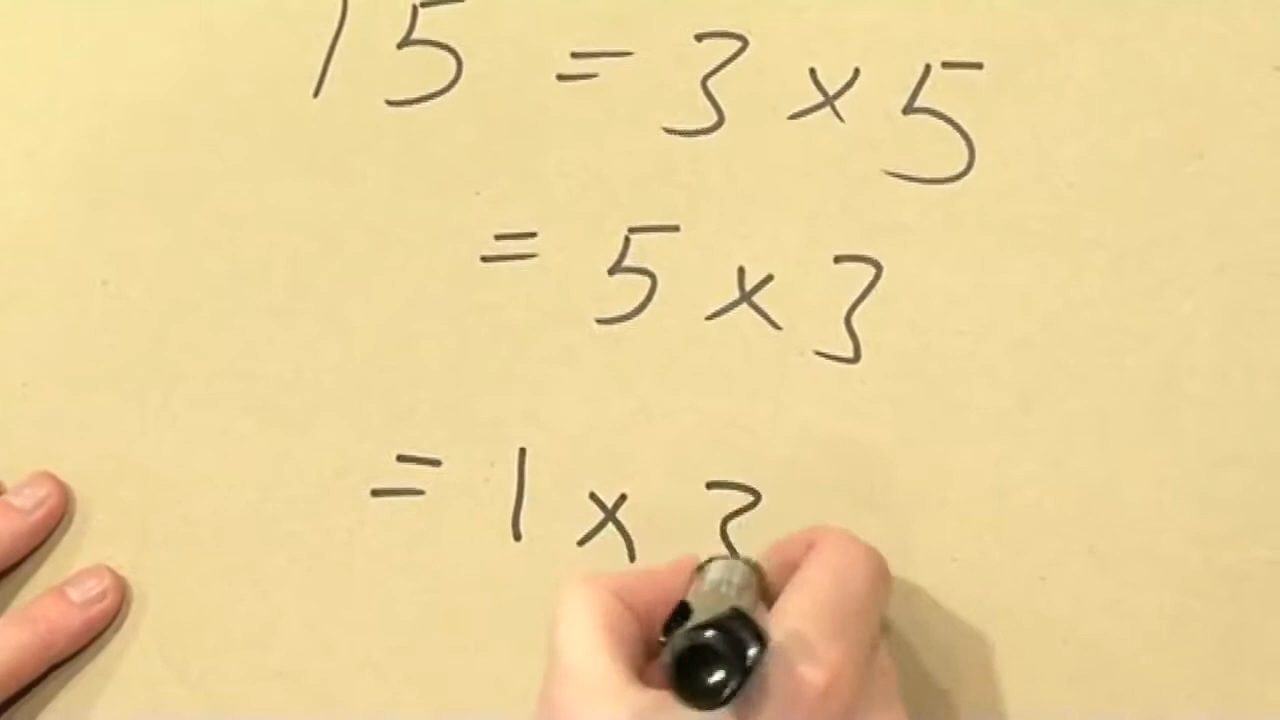 15 = 3 × 5
= 5 × 3
= 1 × 3